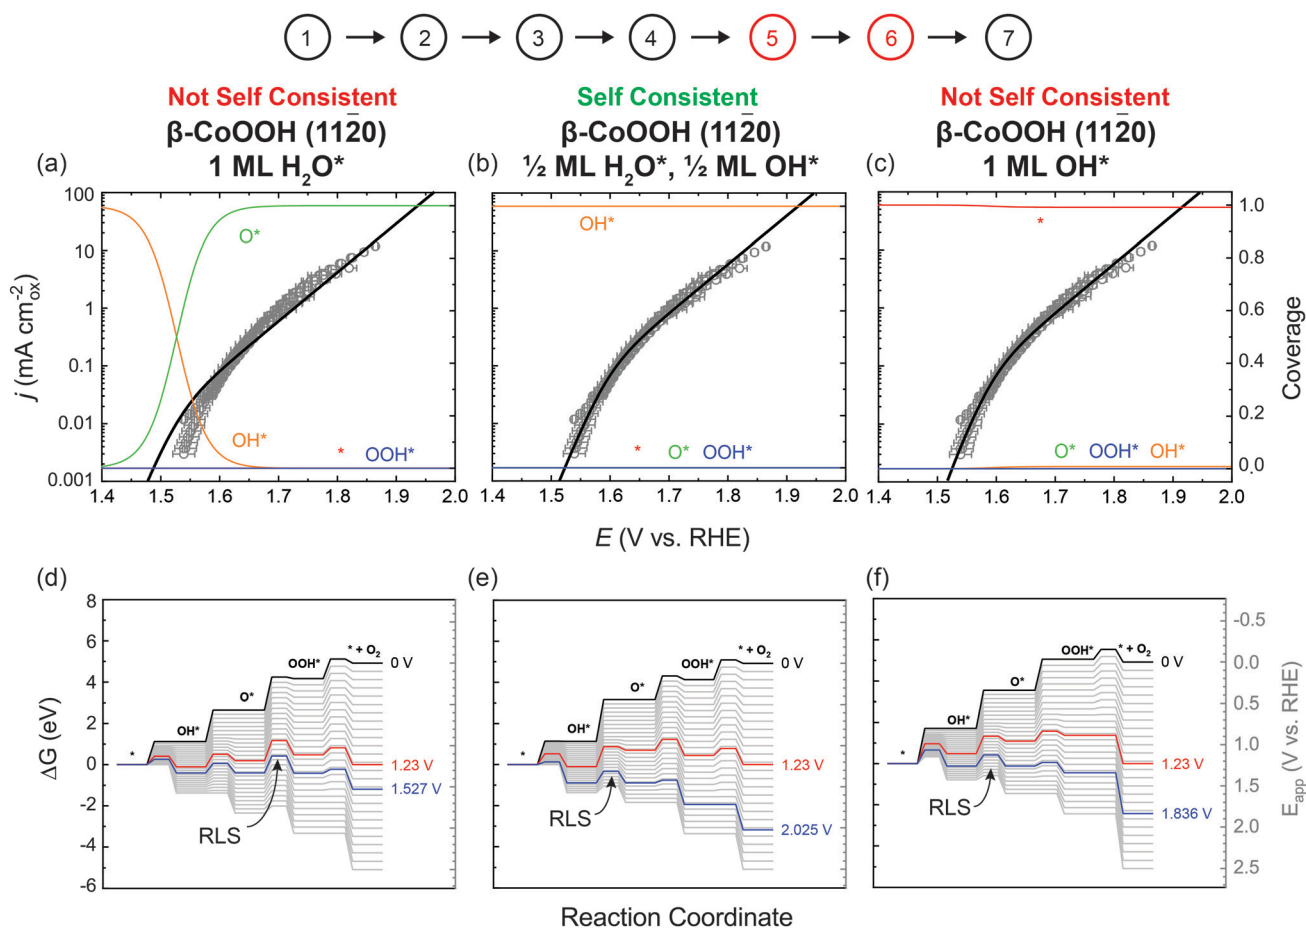 1 2 3 4 5 6 7
Not Self Consistent
β-CoOOH (112̅0)
(a) 1 ML H₂O*
Self Consistent
β-CoOOH (112̅0)
(b) ½ ML H₂O*, ½ ML OH*
Not Self Consistent
β-CoOOH (112̅0)
(c) 1 ML OH*
j (mA cm⁻²ox)
100
10
1
0.1
0.01
0.001
O*
OH*
*
OOH*
1.4 1.5 1.6 1.7 1.8 1.9 2.0
OH*
* O* OOH*
1.4 1.5 1.6 1.7 1.8 1.9 2.0
*
O* OOH* OH*
1.4 1.5 1.6 1.7 1.8 1.9 2.0
1.0
0.8
0.6
0.4
0.2
0.0
Coverage
E (V vs. RHE)
(d)
ΔG (eV)
8
6
4
2
0
-2
-4
-6
*
OH*
O*
OOH*
* + O₂
0 V
1.23 V
1.527 V
RLS
(e)
*
OH*
O*
OOH*
* + O₂
0 V
1.23 V
2.025 V
RLS
(f)
*
OH*
O*
OOH*
* + O₂
0 V
1.23 V
1.836 V
RLS
-0.5
0.0
0.5
1.0
1.5
2.0
2.5
Eapp (V vs. RHE)
Reaction Coordinate